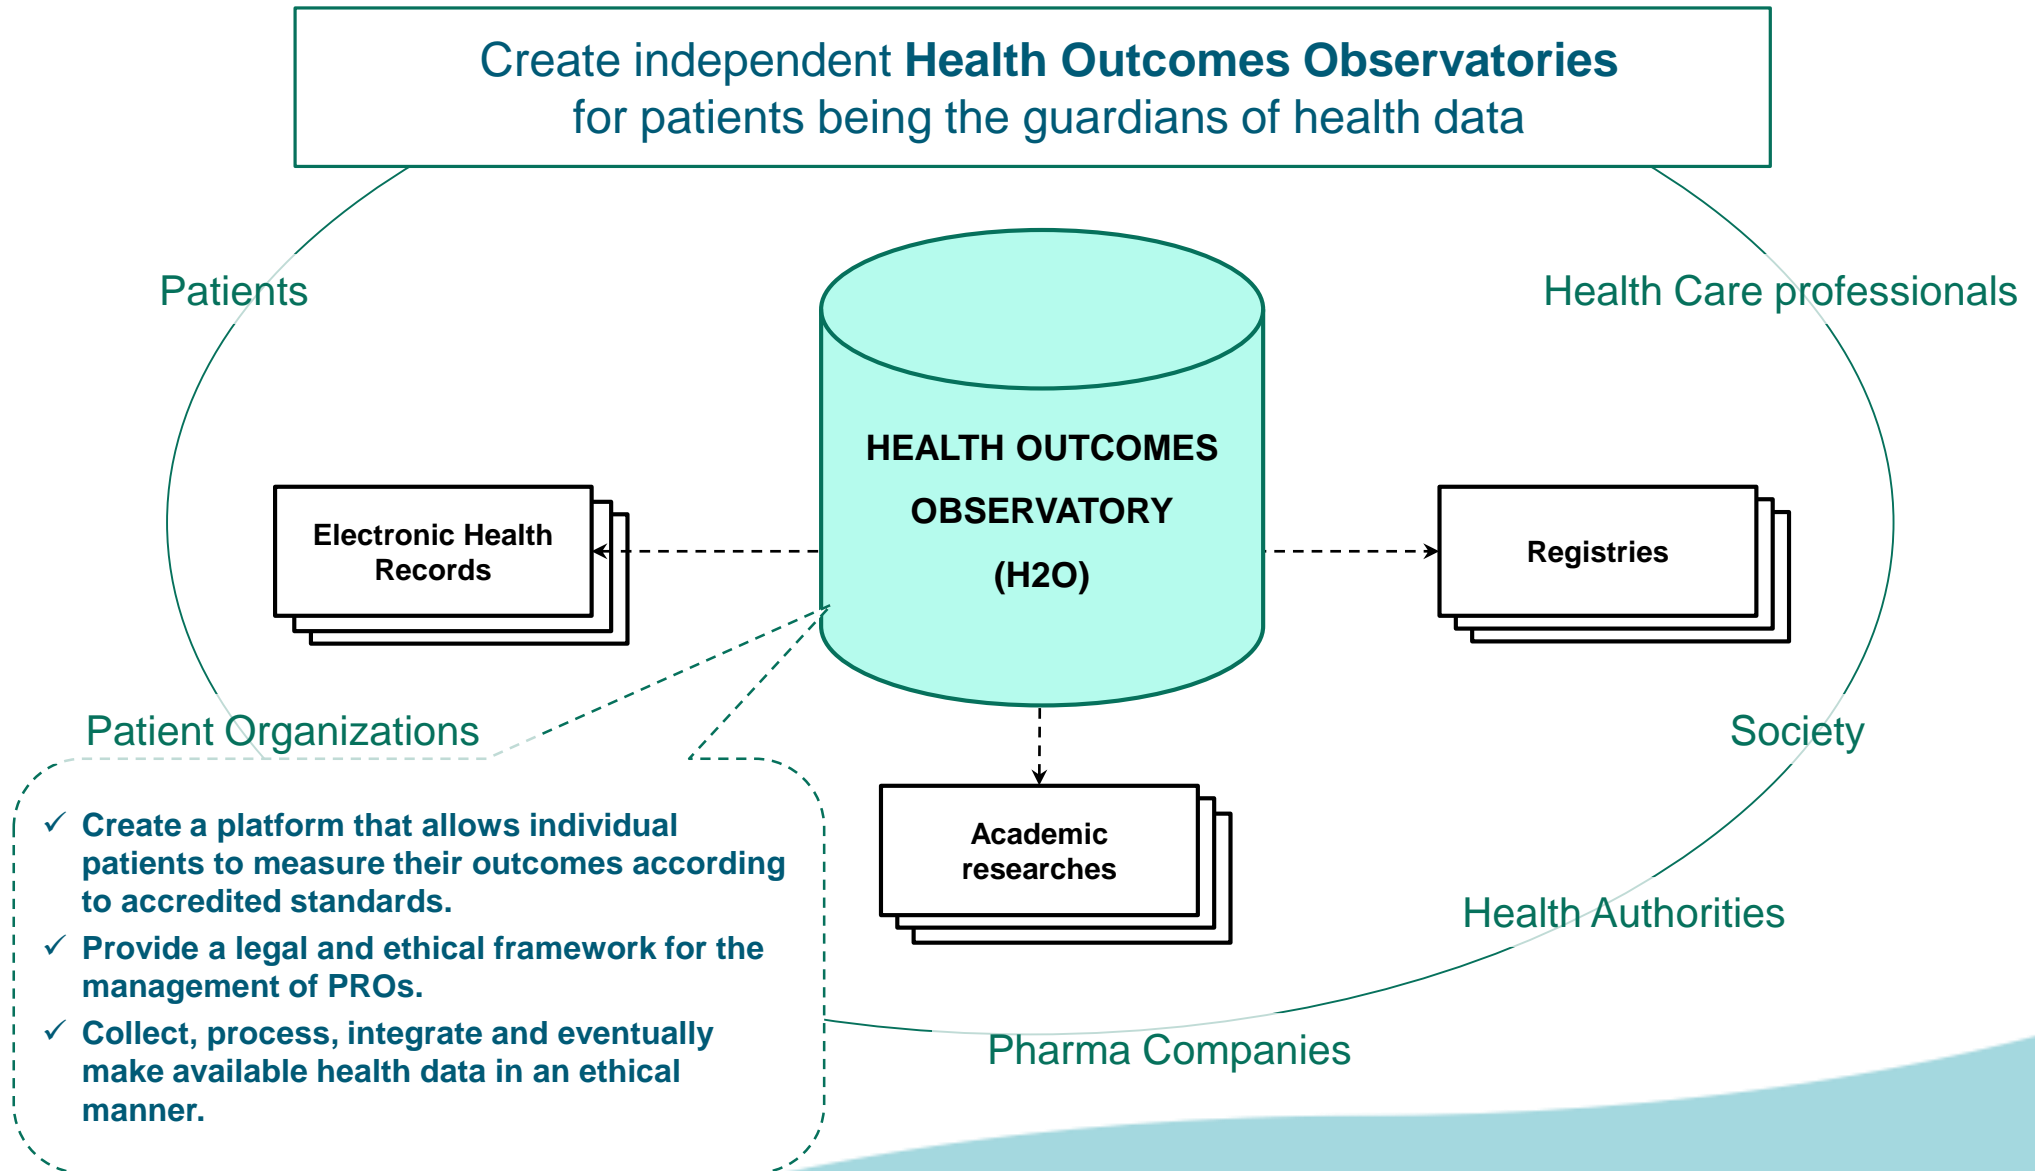 Create independent Health Outcomes Observatories
for patients being the guardians of health data
Patients
Health Care professionals
HEALTH OUTCOMES
OBSERVATORY
(H2O)
Electronic Health
Records
Registries
Patient Organizations
Society
✓ Create a platform that allows individual
patients to measure their outcomes according
to accredited standards.
✓ Provide a legal and ethical framework for the
management of PROs.
✓ Collect, process, integrate and eventually
make available health data in an ethical
manner.
Academic
researches
Health Authorities
Pharma Companies